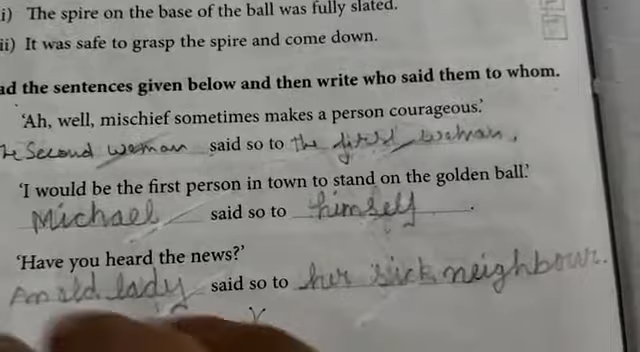 i) The spire on the base of the ball was fully slated.
ii) It was safe to grasp the spire and come down.
ad the sentences given below and then write who said them to whom.
'Ah, well, mischief sometimes makes a person courageous.'
he Second woman said so to the first woman.
'I would be the first person in town to stand on the golden ball.'
Michael said so to himself.
'Have you heard the news?'
An old lady said so to her sick neighbour.